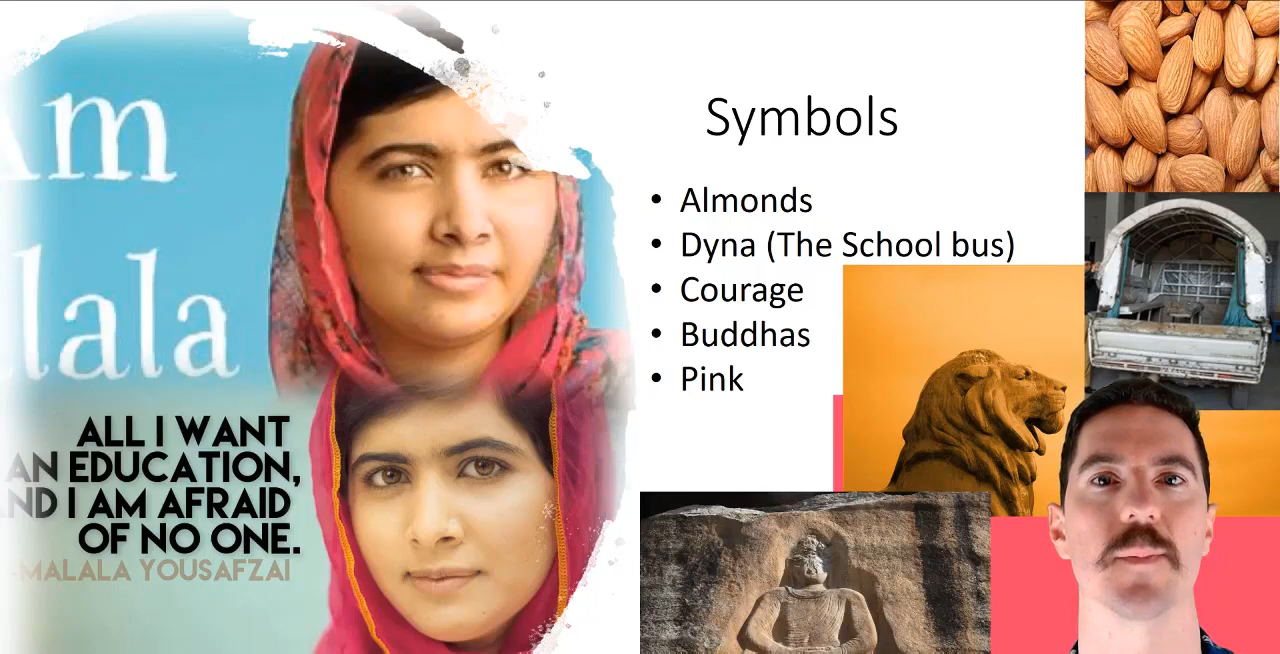 Am
lala
ALL I WANT
AN EDUCATION,
ND I AM AFRAID
OF NO ONE.
-MALALA YOUSAFZAI
Symbols
• Almonds
• Dyna (The School bus)
• Courage
• Buddhas
• Pink